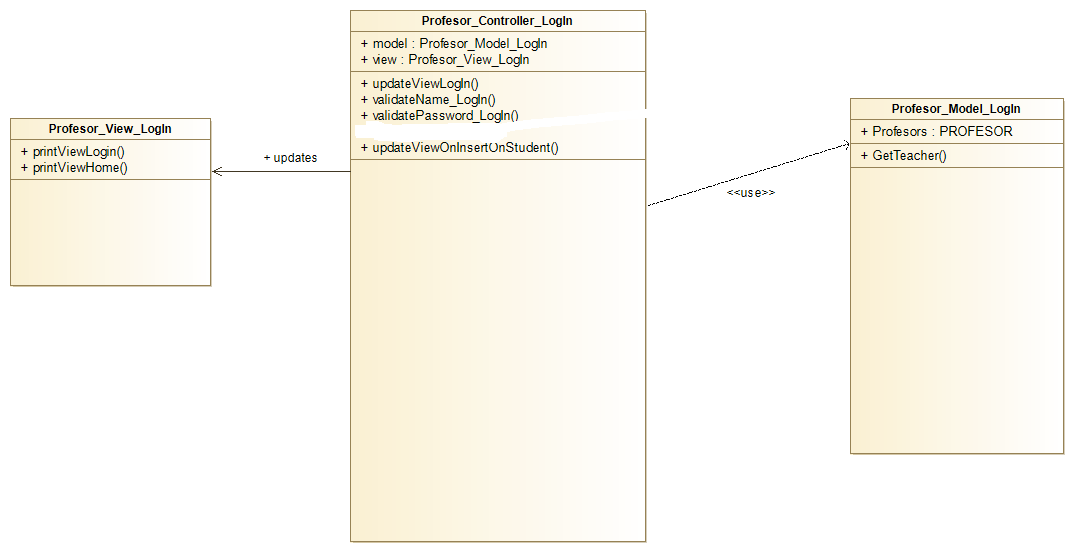 Profesor_Controller_LogIn
+ model : Profesor_Model_LogIn
+ view : Profesor_View_LogIn
+ updateViewLogIn()
+ validateName_LogIn()
+ validatePassword_LogIn()
+ updateViewOnInsertOnStudent()
Profesor_View_LogIn
+ printViewLogin()
+ printViewHome()
+ updates
Profesor_Model_LogIn
+ Profesors : PROFESOR
+ GetTeacher()
<<use>>